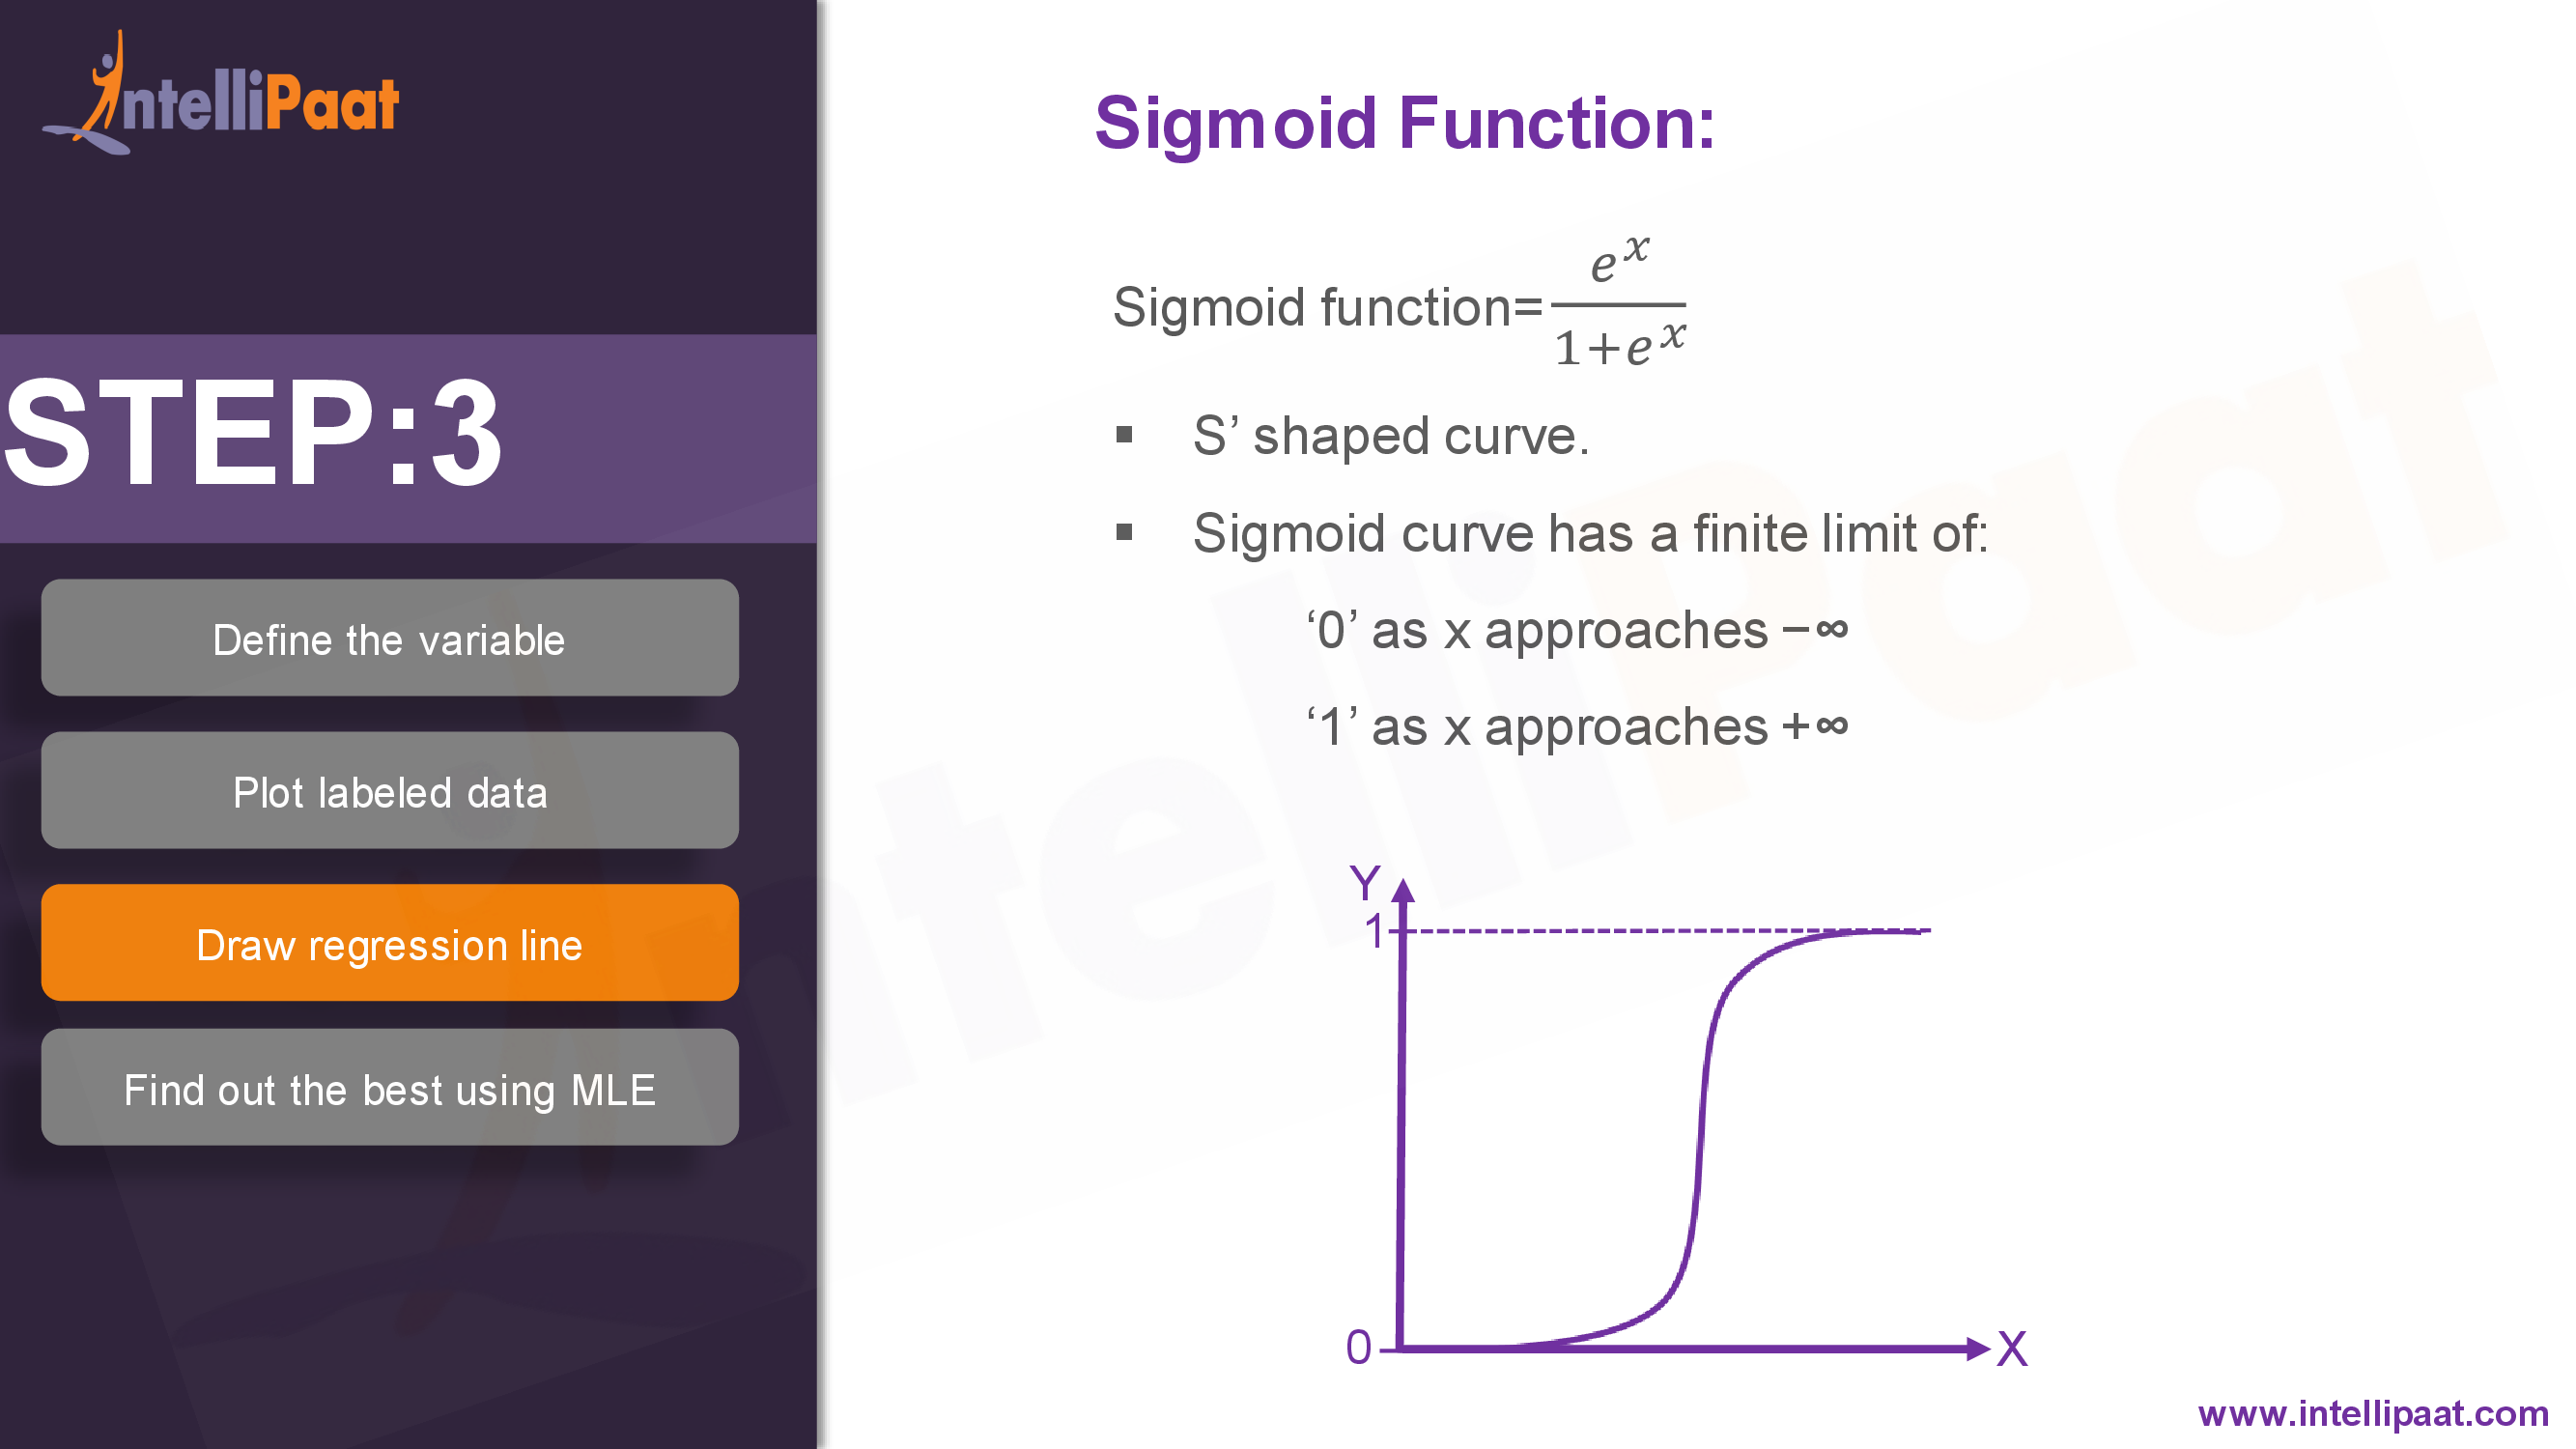 IntelliPaat
STEP:3
Define the variable
Plot labeled data
Draw regression line
Find out the best using MLE
Sigmoid Function:
Sigmoid function= e^x / 1+e^x
▪ S’ shaped curve.
▪ Sigmoid curve has a finite limit of:
‘0’ as x approaches −∞
‘1’ as x approaches +∞
Y
1
0
X
IntelliPaat
www.intellipaat.com